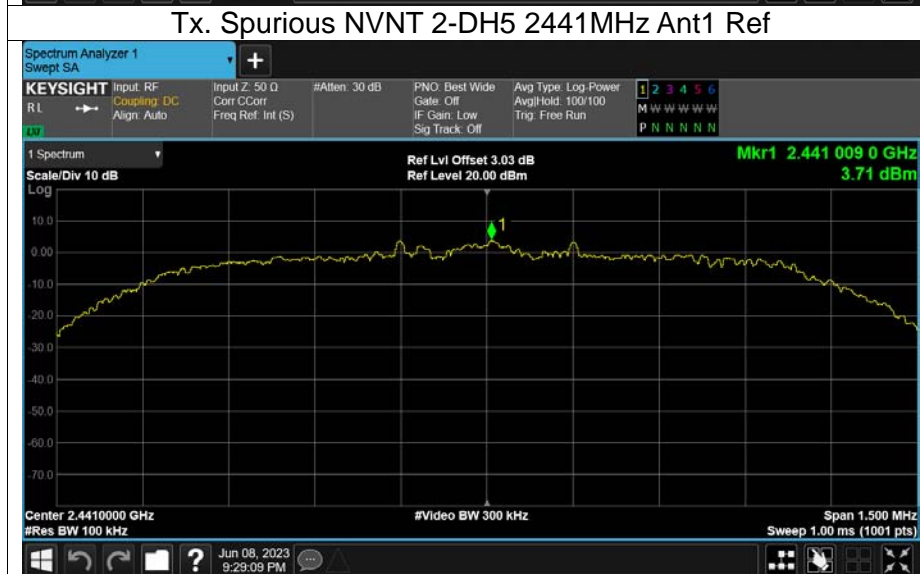 Tx. Spurious NVNT 2-DH5 2441MHz Ant1 Ref
Spectrum Analyzer 1
Swept SA
KEYSIGHT
RL
LXI
Input: RF
Coupling: DC
Align: Auto
Input Z: 50 Ω
Corr CCorr
Freq Ref: Int (S)
#Atten: 30 dB
PNO: Best Wide
Gate: Off
IF Gain: Low
Sig Track: Off
Avg Type: Log-Power
Avg|Hold: 100/100
Trig: Free Run
1 2 3 4 5 6
M W W W W W
P N N N N N
1 Spectrum
Scale/Div 10 dB
Ref Lvl Offset 3.03 dB
Ref Level 20.00 dBm
Mkr1 2.441 009 0 GHz
3.71 dBm
Log
10.0
0.00
-10.0
-20.0
-30.0
-40.0
-50.0
-60.0
-70.0
1
Center 2.4410000 GHz
#Res BW 100 kHz
#Video BW 300 kHz
Span 1.500 MHz
Sweep 1.00 ms (1001 pts)
?
Jun 08, 2023
9:29:09 PM